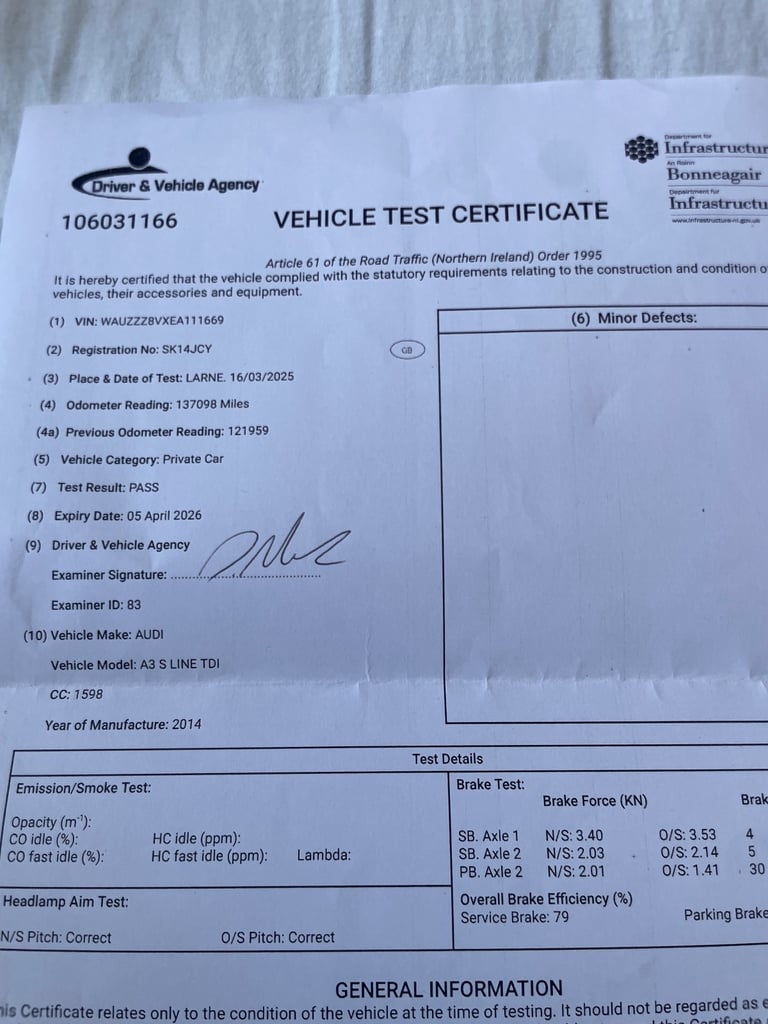 Driver & Vehicle Agency
Department for
Infrastructur
An Roinn
Bonneagair
Department fur
Infrastructu
www.infrastructure-ni.gov.uk
106031166
VEHICLE TEST CERTIFICATE
Article 61 of the Road Traffic (Northern Ireland) Order 1995
It is hereby certified that the vehicle complied with the statutory requirements relating to the construction and condition o
vehicles, their accessories and equipment.
(1) VIN: WAUZZZ8VXEA111669
(2) Registration No: SK14JCY
GB
(3) Place & Date of Test: LARNE. 16/03/2025
(4) Odometer Reading: 137098 Miles
(4a) Previous Odometer Reading: 121959
(5) Vehicle Category: Private Car
(7) Test Result: PASS
(8) Expiry Date: 05 April 2026
(9) Driver & Vehicle Agency
Examiner Signature:
Examiner ID: 83
(10) Vehicle Make: AUDI
Vehicle Model: A3 S LINE TDI
CC: 1598
Year of Manufacture: 2014
(6) Minor Defects:
Test Details
Emission/Smoke Test:
Opacity (m⁻¹):
CO idle (%): HC idle (ppm):
CO fast idle (%): HC fast idle (ppm): Lambda:
Headlamp Aim Test:
N/S Pitch: Correct O/S Pitch: Correct
Brake Test:
Brake Force (KN) Brak
SB. Axle 1 N/S: 3.40 O/S: 3.53 4
SB. Axle 2 N/S: 2.03 O/S: 2.14 5
PB. Axle 2 N/S: 2.01 O/S: 1.41 30
Overall Brake Efficiency (%)
Service Brake: 79 Parking Brake
GENERAL INFORMATION
his Certificate relates only to the condition of the vehicle at the time of testing. It should not be regarded as e
this Certificate